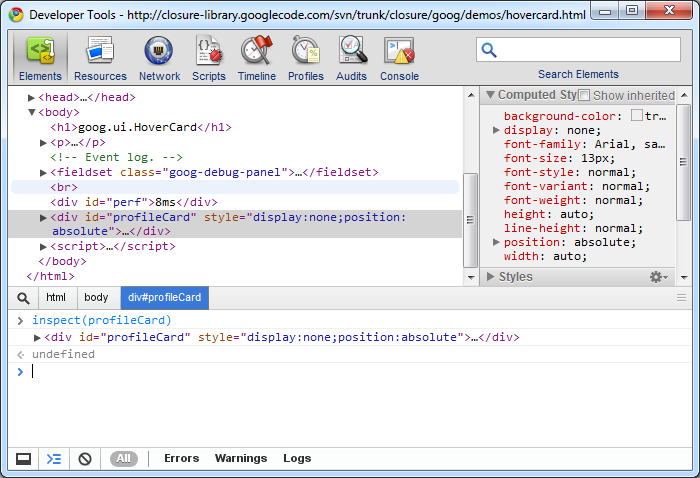 Developer Tools - http://closure-library.googlecode.com/svn/trunk/closure/goog/demos/hovercard.html
Elements
Resources
Network
Scripts
Timeline
Profiles
Audits
Console
Search Elements
▶<head>…</head>
▼<body>
<h1>goog.ui.HoverCard</h1>
▶<p>…</p>
<!-- Event log. -->
▶<fieldset class="goog-debug-panel">…</fieldset>
<br>
<div id="perf">8ms</div>
▶<div id="profileCard" style="display:none;position:
absolute">…</div>
▶<script>…</script>
</body>
</html>
▼ Computed Sty Show inherited
background-color: tr…
▶ display: none;
font-family: Arial, sa…
font-size: 13px;
font-style: normal;
font-variant: normal;
font-weight: normal;
height: auto;
line-height: normal;
▶ position: absolute;
width: auto;
▶ Styles
html
body
div#profileCard
> inspect(profileCard)
▶<div id="profileCard" style="display:none;position:absolute">…</div>
undefined
>
All
Errors
Warnings
Logs